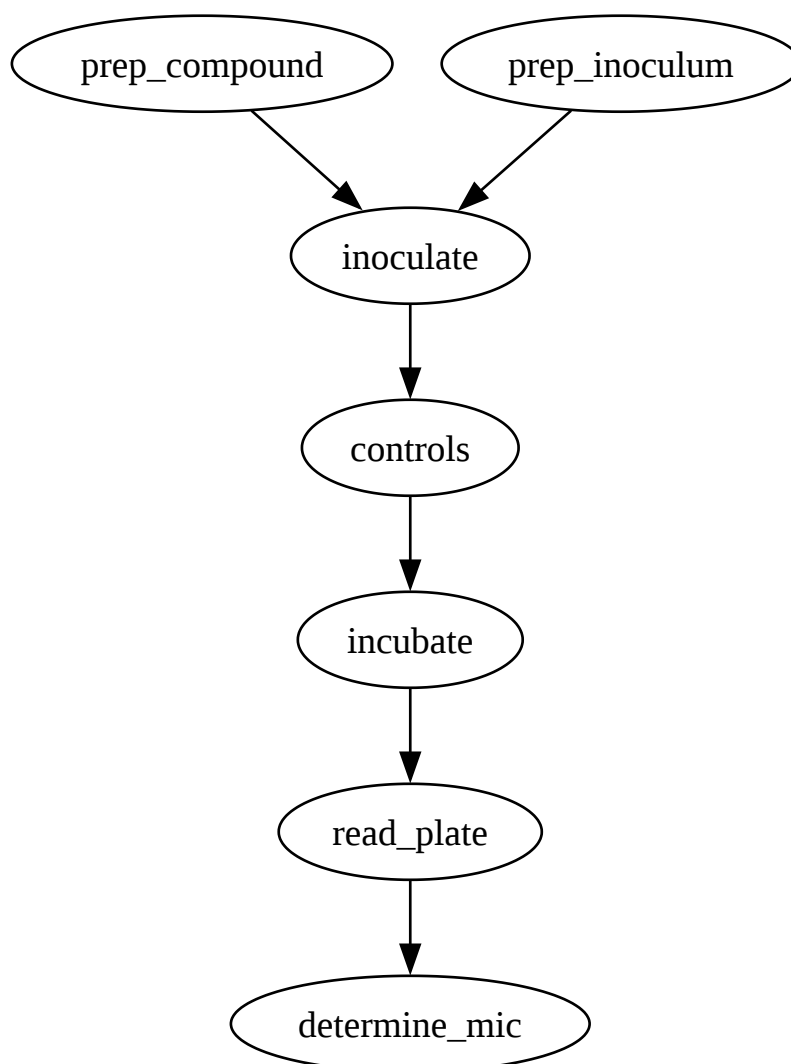 prep_compound
prep_inoculum
inoculate
controls
incubate
read_plate
determine_mic